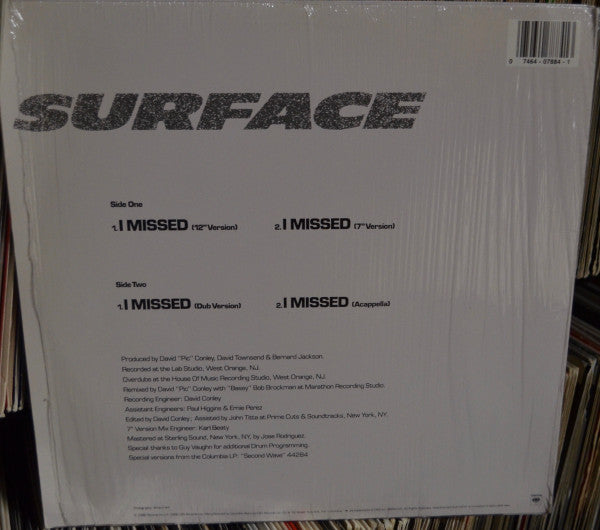 0 7464-07884-1
SURFACE
Side One
1. I MISSED (12" Version) 2. I MISSED (7" Version)
Side Two
1. I MISSED (Dub Version) 2. I MISSED (Acappella)
Produced by David "Pic" Conley, David Townsend & Bernard Jackson.
Recorded at the Lab Studio, West Orange, NJ.
Overdubs at the House Of Music Recording Studio, West Orange, NJ.
Remixed by David "Pic" Conley with "Bassy" Bob Brockman at Marathon Recording Studio.
Recording Engineer: David Conley
Assistant Engineers: Paul Higgins & Ernie Perez
Edited by David Conley; Assisted by John Titta at Prime Cuts & Soundtracks, New York, NY.
7" Version Mix Engineer: Karl Beaty
Mastered at Sterling Sound, New York, NY, by Jose Rodriguez.
Special thanks to Guy Vaughn for additional Drum Programming.
Special versions from the Columbia LP: "Second Wave" 44284